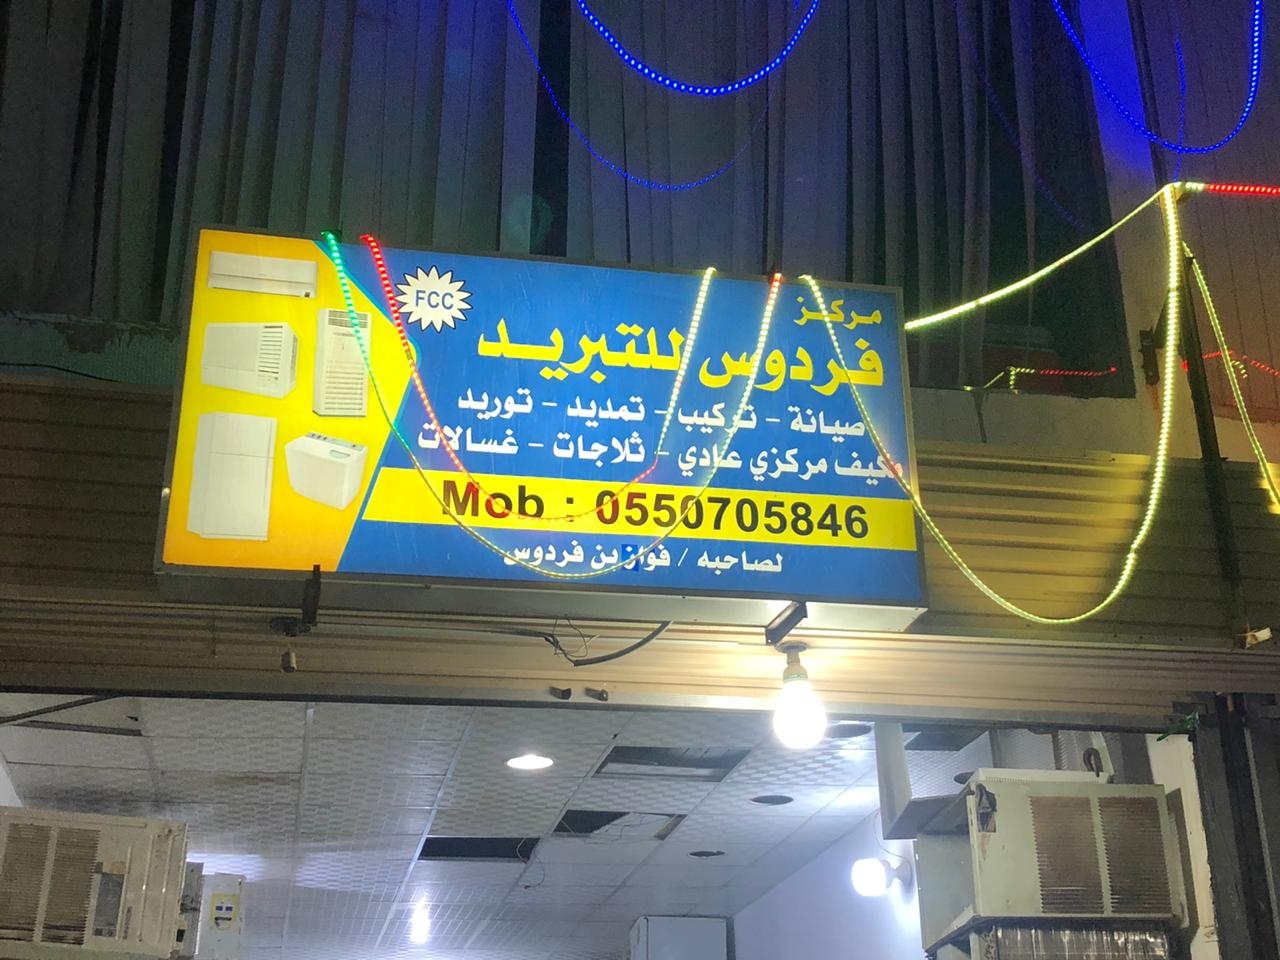 FCC
مركز
فردوس للتبريد
صيانة - تركيب - تمديد - توريد
مكيف مركزي عادي - ثلاجات - غسالات
Mob : 0550705846
لصاحبه / فواز بن فردوس